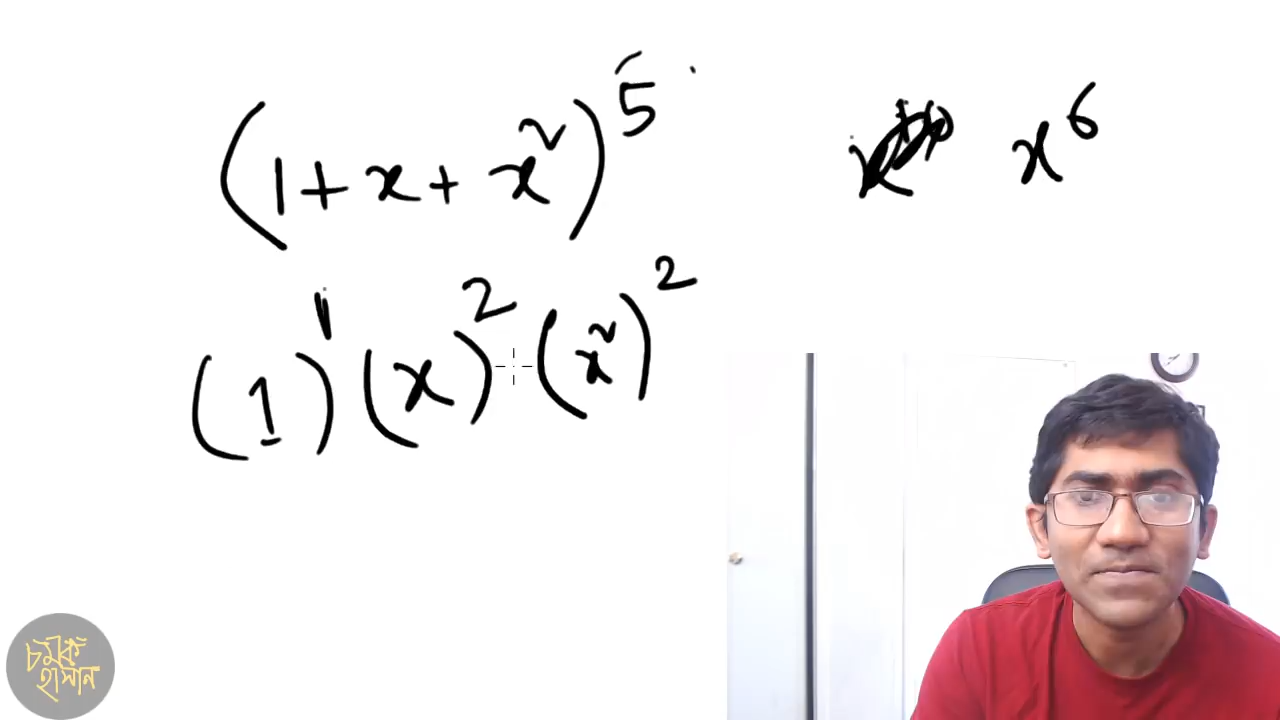 (1 + x + x²)⁵ x⁶
(1)¹ (x)² (x²)²
চমক
হাসান